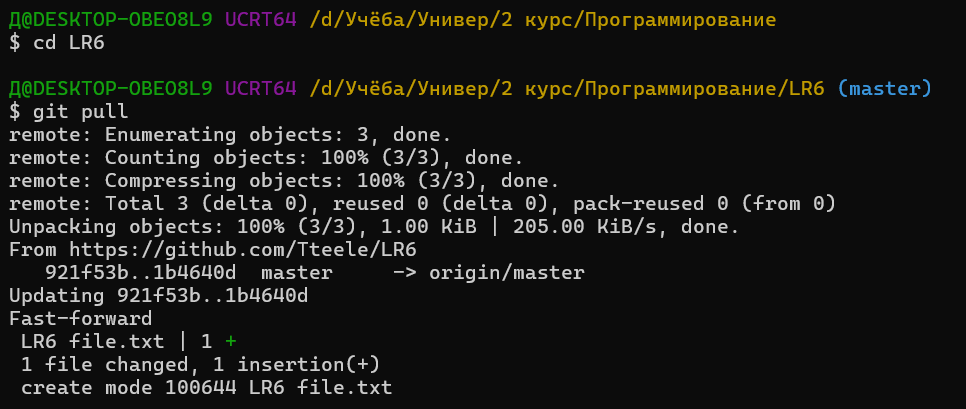 Д@DESKTOP-OBEO8L9 UCRT64 /d/Учёба/Универ/2 курс/Программирование
$ cd LR6
Д@DESKTOP-OBEO8L9 UCRT64 /d/Учёба/Универ/2 курс/Программирование/LR6 (master)
$ git pull
remote: Enumerating objects: 3, done.
remote: Counting objects: 100% (3/3), done.
remote: Compressing objects: 100% (3/3), done.
remote: Total 3 (delta 0), reused 0 (delta 0), pack-reused 0 (from 0)
Unpacking objects: 100% (3/3), 1.00 KiB | 205.00 KiB/s, done.
From https://github.com/Tteele/LR6
   921f53b..1b4640d  master     -> origin/master
Updating 921f53b..1b4640d
Fast-forward
 LR6 file.txt | 1 +
 1 file changed, 1 insertion(+)
 create mode 100644 LR6 file.txt